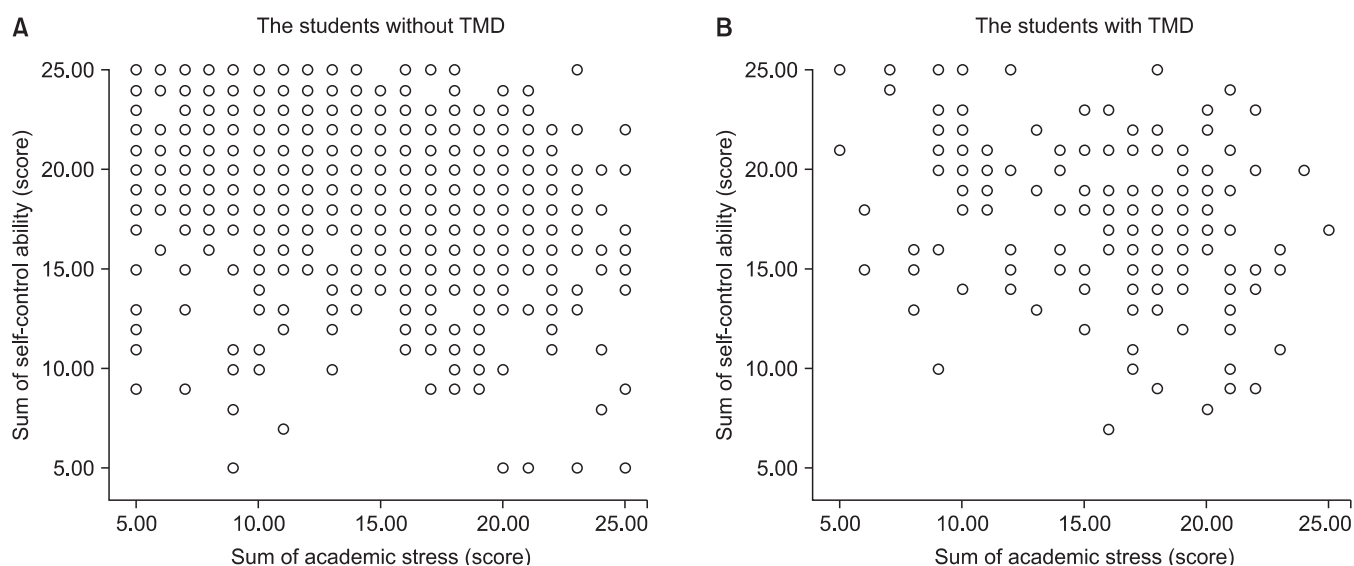 A
The students without TMD
Sum of self-control ability (score)
25.00
20.00
15.00
10.00
5.00
5.00 10.00 15.00 20.00 25.00
Sum of academic stress (score)
B
The students with TMD
Sum of self-control ability (score)
25.00
20.00
15.00
10.00
5.00
5.00 10.00 15.00 20.00 25.00
Sum of academic stress (score)